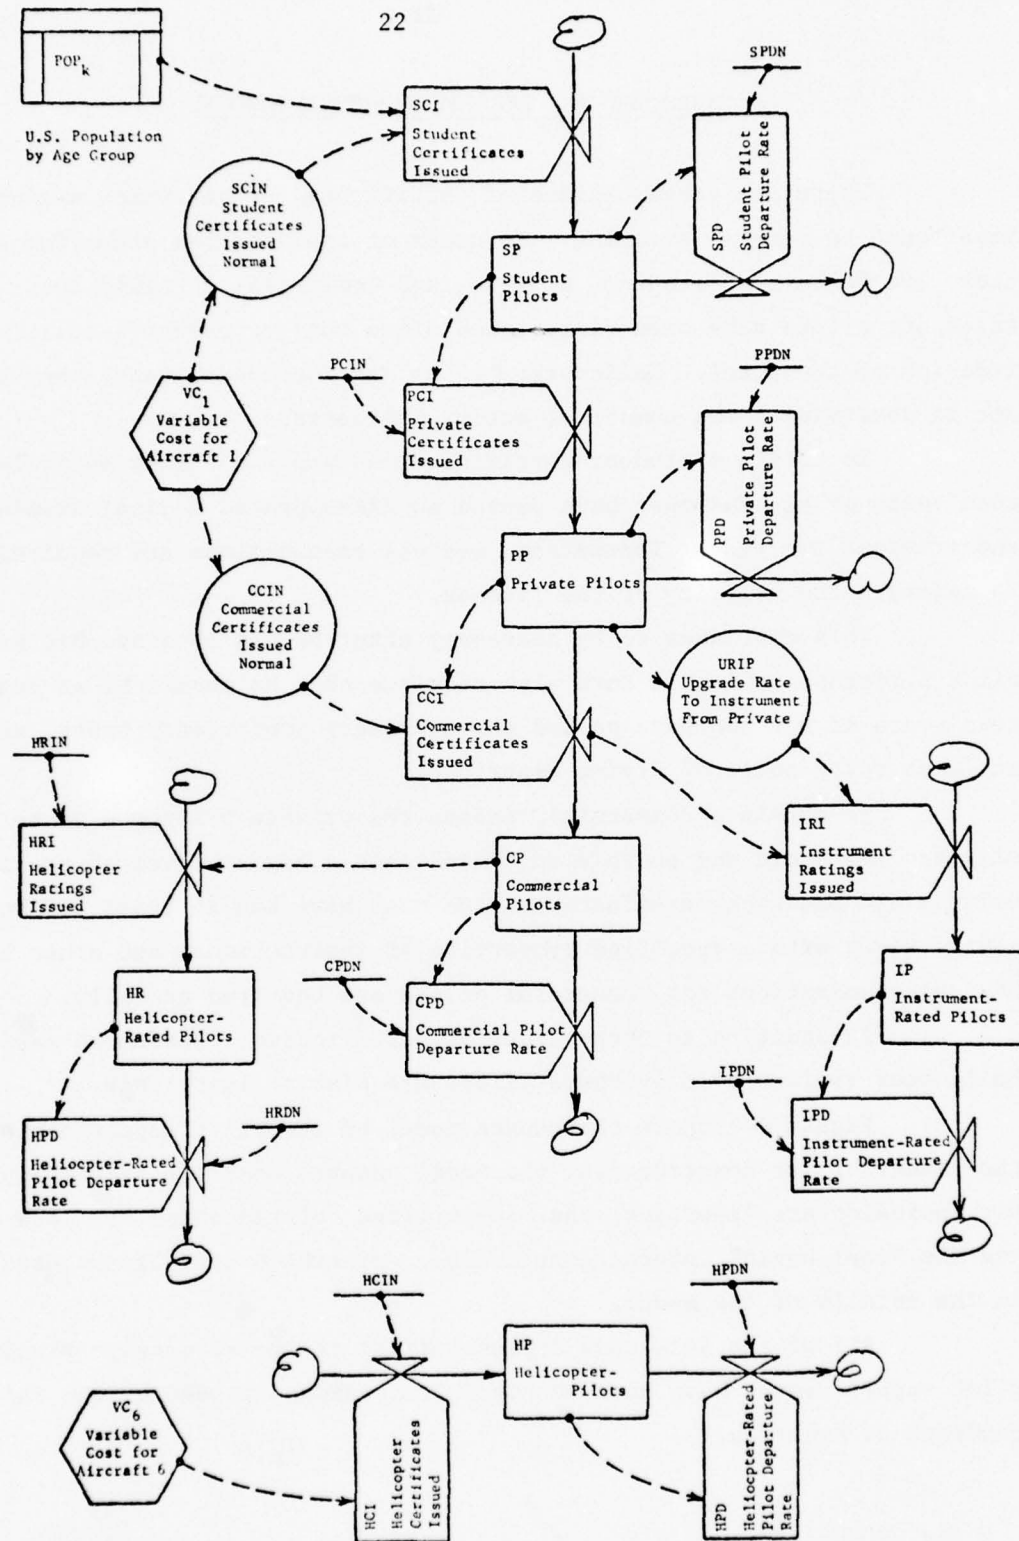 22
POPk
U.S. Population
by Age Group
SCI
Student
Certificates
Issued
SPDN
SPD
Student Pilot
Departure Rate
SCIN
Student
Certificates
Issued
Normal
SP
Student
Pilots
PCIN
PCI
Private
Certificates
Issued
PPDN
PPD
Private Pilot
Departure Rate
VC1
Variable
Cost for
Aircraft 1
PP
Private Pilots
CCIN
Commercial
Certificates
Issued
Normal
URIP
Upgrade Rate
To Instrument
From Private
CCI
Commercial
Certificates
Issued
HRIN
HRI
Helicopter
Ratings
Issued
CP
Commercial
Pilots
IRI
Instrument
Ratings
Issued
HR
Helicopter-
Rated Pilots
CPDN
CPD
Commercial Pilot
Departure Rate
IP
Instrument-
Rated Pilots
HPD
Heliocpter-Rated
Pilot Departure
Rate
HRDN
IPDN
IPD
Instrument-Rated
Pilot Departure
Rate
HCIN
HPDN
HP
Helicopter-
Pilots
VC6
Variable
Cost for
Aircraft 6
HCI
Helicopter
Certificates
Issued
HPD
Heliocpter-Rated
Pilot Departure
Rate